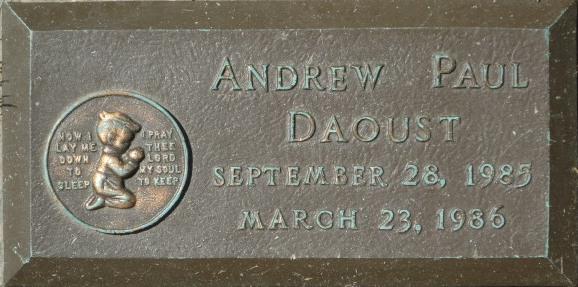 NOW I
LAY ME
DOWN
TO
SLEEP
I PRAY
THEE
LORD
MY SOUL
TO KEEP
ANDREW PAUL
DAOUST
SEPTEMBER 28, 1985
MARCH 23, 1986